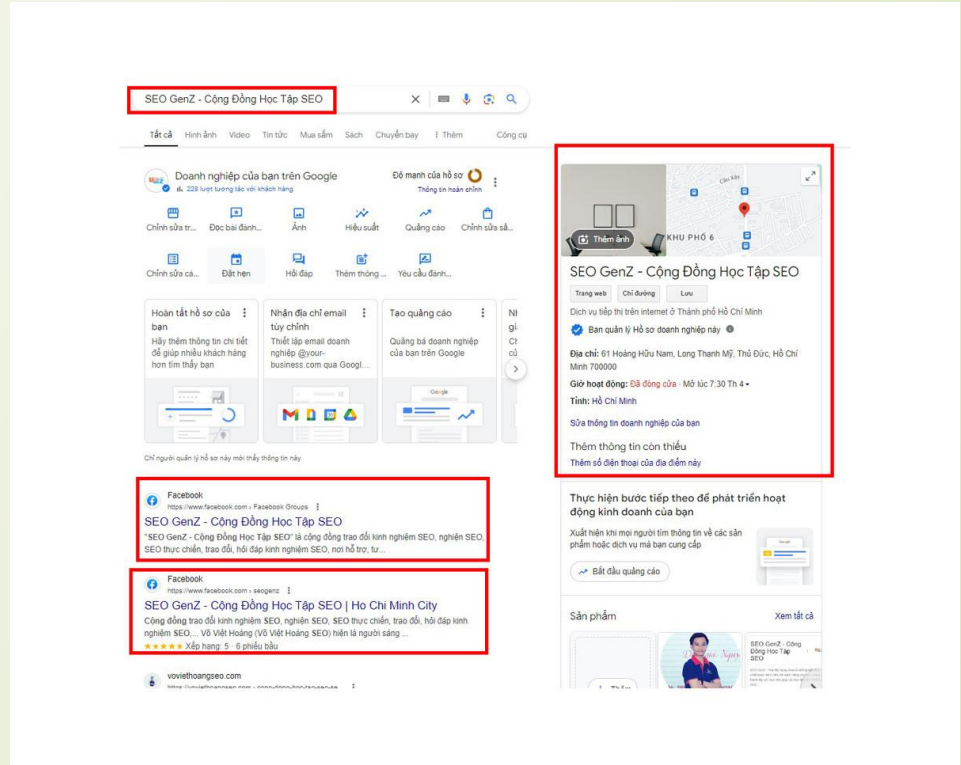 SEO GenZ - Cộng Đồng Học Tập SEO
Tất cả Hình ảnh Video Tin tức Mua sắm Sách Chuyến bay Thêm Công cụ
Doanh nghiệp của bạn trên Google
228 lượt tương tác với khách hàng
Độ mạnh của hồ sơ
Thông tin hoàn chỉnh
Chỉnh sửa tr... Đọc bài đánh... Ảnh Hiệu suất Quảng cáo Chỉnh sửa sả...
Chỉnh sửa cá... Đặt hẹn Hỏi đáp Thêm thông ... Yêu cầu đánh...
Hoàn tất hồ sơ của
bạn
Hãy thêm thông tin chi tiết
để giúp nhiều khách hàng
hơn tìm thấy bạn
Nhận địa chỉ email
tùy chỉnh
Thiết lập email doanh
nghiệp @your-
business.com qua Googl...
Tạo quảng cáo
Quảng bá doanh nghiệp
của bạn trên Google
Google
Chỉ người quản lý hồ sơ này mới thấy thông tin này
Facebook
https://www.facebook.com › Facebook Groups
SEO GenZ - Cộng Đồng Học Tập SEO
"SEO GenZ - Cộng Đồng Học Tập SEO" là cộng đồng trao đổi kinh nghiệm SEO, nghiện SEO,
SEO thực chiến, trao đổi, hỏi đáp kinh nghiệm SEO, nơi hỗ trợ, tư...
Facebook
https://www.facebook.com › seogenz
SEO GenZ - Cộng Đồng Học Tập SEO | Ho Chi Minh City
Cộng đồng trao đổi kinh nghiệm SEO, nghiện SEO, SEO thực chiến, trao đổi, hỏi đáp kinh
nghiệm SEO,... Võ Việt Hoàng (Võ Việt Hoàng SEO) hiện là người sáng ...
Xếp hạng: 5 · 6 phiếu bầu
voviethoangseo.com
Cầu Xây
KHU PHỐ 6
Thêm ảnh
SEO GenZ - Cộng Đồng Học Tập SEO
Trang web Chỉ đường Lưu
Dịch vụ tiếp thị trên internet ở Thành phố Hồ Chí Minh
Bạn quản lý Hồ sơ doanh nghiệp này
Địa chỉ: 61 Hoàng Hữu Nam, Long Thạnh Mỹ, Thủ Đức, Hồ Chí
Minh 700000
Giờ hoạt động: Đã đóng cửa · Mở lúc 7:30 Th 4
Tỉnh: Hồ Chí Minh
Sửa thông tin doanh nghiệp của bạn
Thêm thông tin còn thiếu
Thêm số điện thoại của địa điểm này
Thực hiện bước tiếp theo để phát triển hoạt
động kinh doanh của bạn
Xuất hiện khi mọi người tìm thông tin về các sản
phẩm hoặc dịch vụ mà bạn cung cấp
Google
Bắt đầu quảng cáo
Sản phẩm Xem tất cả
SEO GenZ - Cộng
Đồng Học Tập
SEO